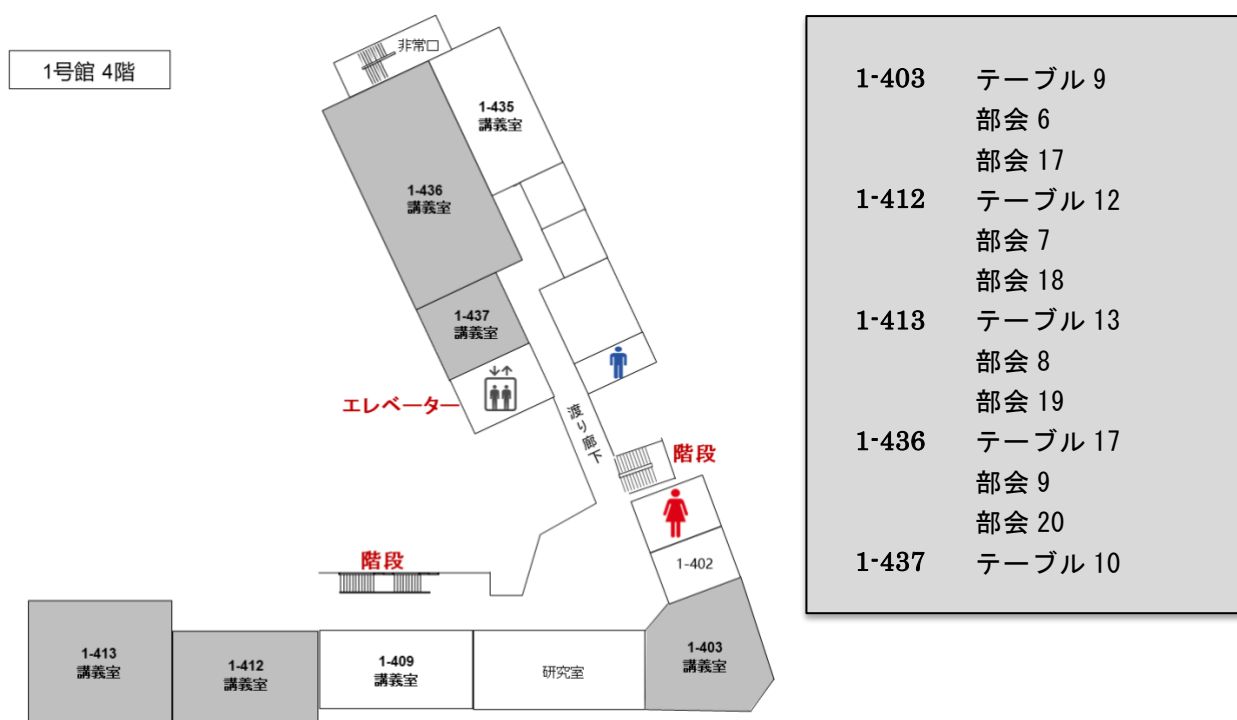 1号館 4階
非常口
1-435
講義室
1-436
講義室
1-437
講義室
エレベーター
渡り廊下
階段
1-402
階段
1-413
講義室
1-412
講義室
1-409
講義室
研究室
1-403
講義室
1-403 テーブル 9
部会 6
部会 17
1-412 テーブル 12
部会 7
部会 18
1-413 テーブル 13
部会 8
部会 19
1-436 テーブル 17
部会 9
部会 20
1-437 テーブル 10